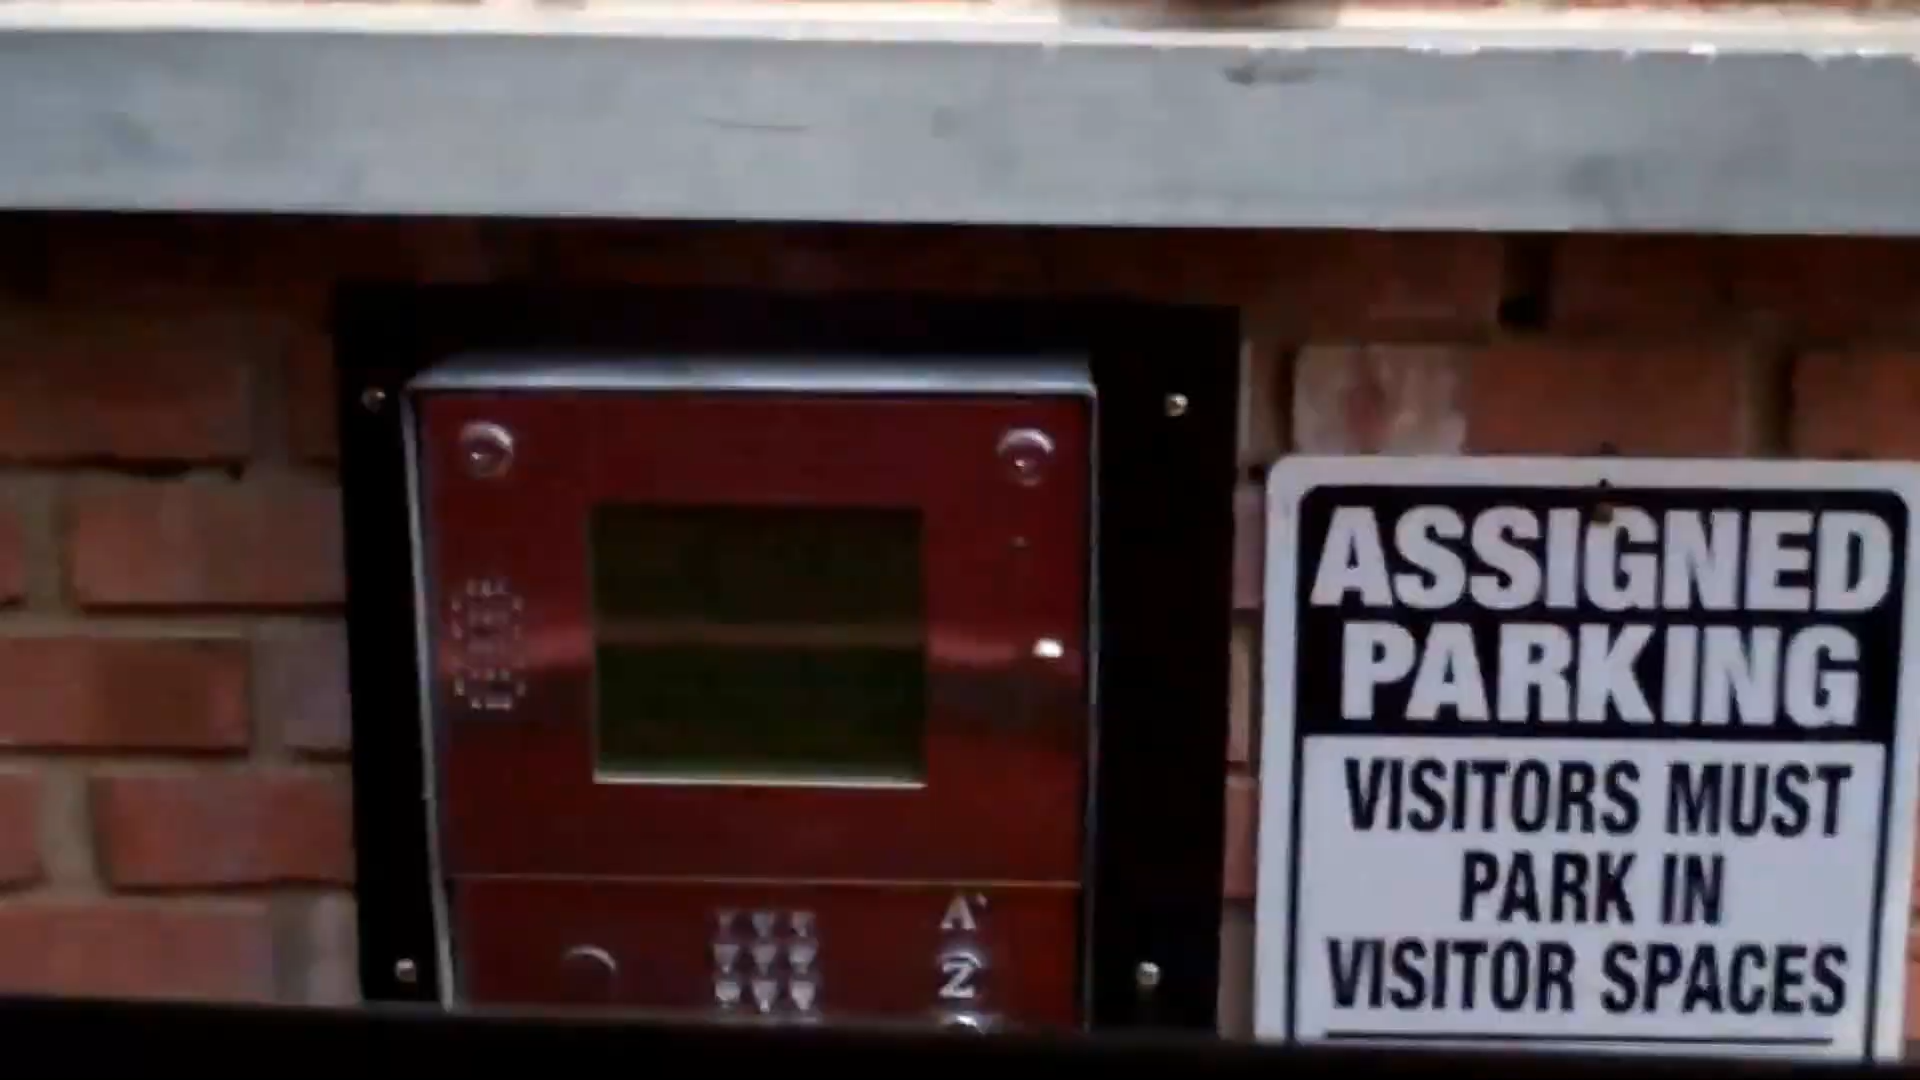 A
Z
ASSIGNED
PARKING
VISITORS MUST
PARK IN
VISITOR SPACES